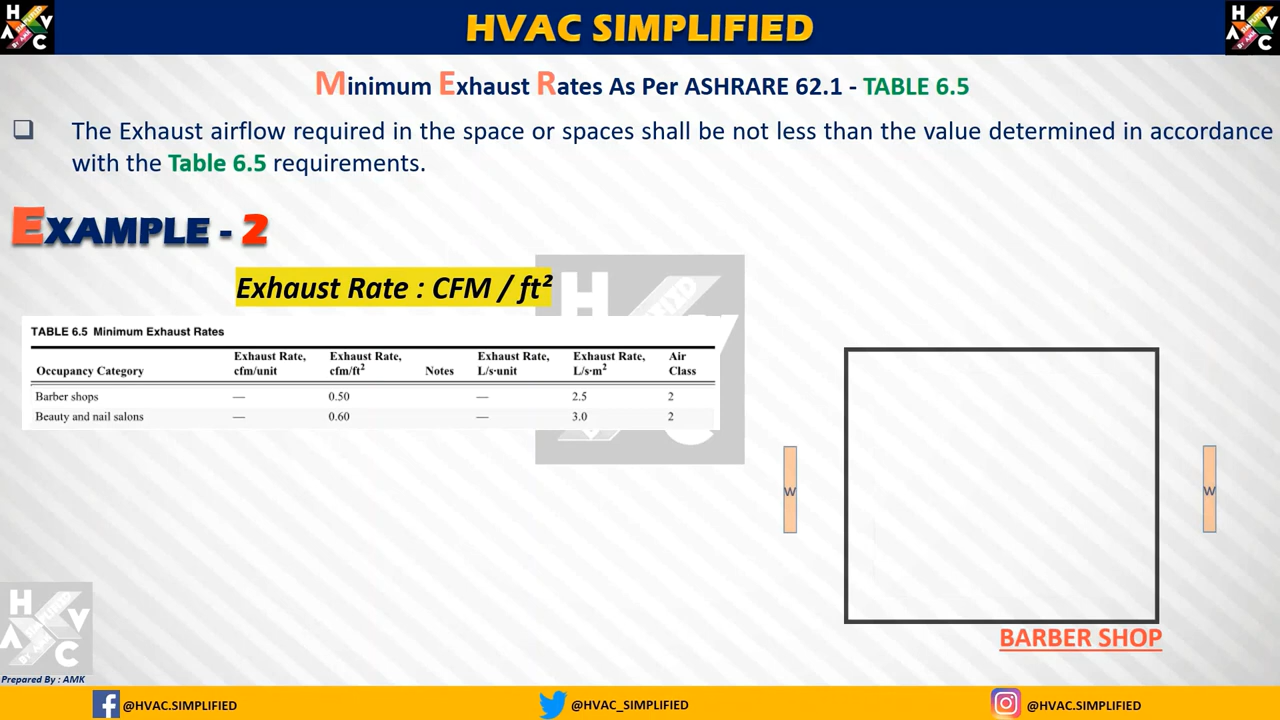 HVAC SIMPLIFIED
Minimum Exhaust Rates As Per ASHRARE 62.1 - TABLE 6.5
The Exhaust airflow required in the space or spaces shall be not less than the value determined in accordance
with the Table 6.5 requirements.
EXAMPLE - 2
Exhaust Rate : CFM / ft²
TABLE 6.5 Minimum Exhaust Rates
Occupancy Category Exhaust Rate, cfm/unit Exhaust Rate, cfm/ft² Notes Exhaust Rate, L/s·unit Exhaust Rate, L/s·m² Air Class
Barber shops — 0.50 — 2.5 2
Beauty and nail salons — 0.60 — 3.0 2
W
W
BARBER SHOP
H
V
A
C
SIMPLIFIED
BY AMK
Prepared By : AMK
@HVAC.SIMPLIFIED
@HVAC_SIMPLIFIED
@HVAC.SIMPLIFIED